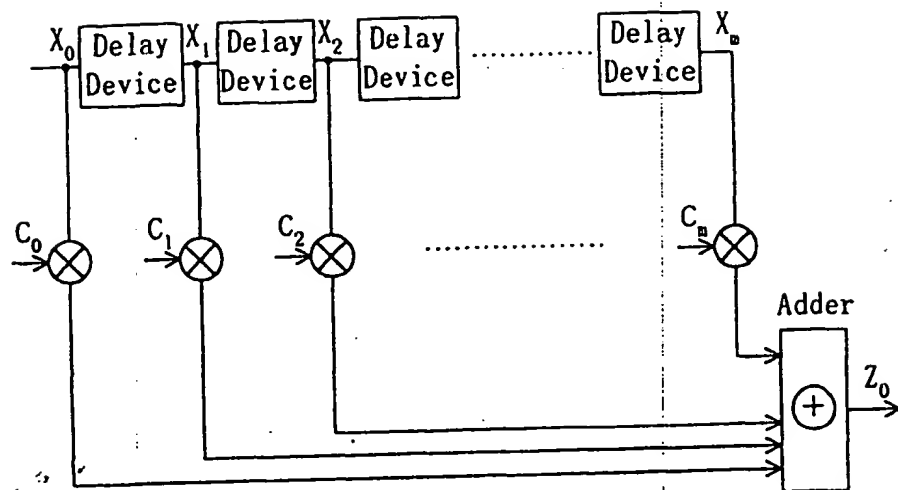 X₀ Delay Device X₁ Delay Device X₂ Delay Device Delay Device Xₘ
C₀ C₁ C₂ Cₘ
Adder
+
Z₀